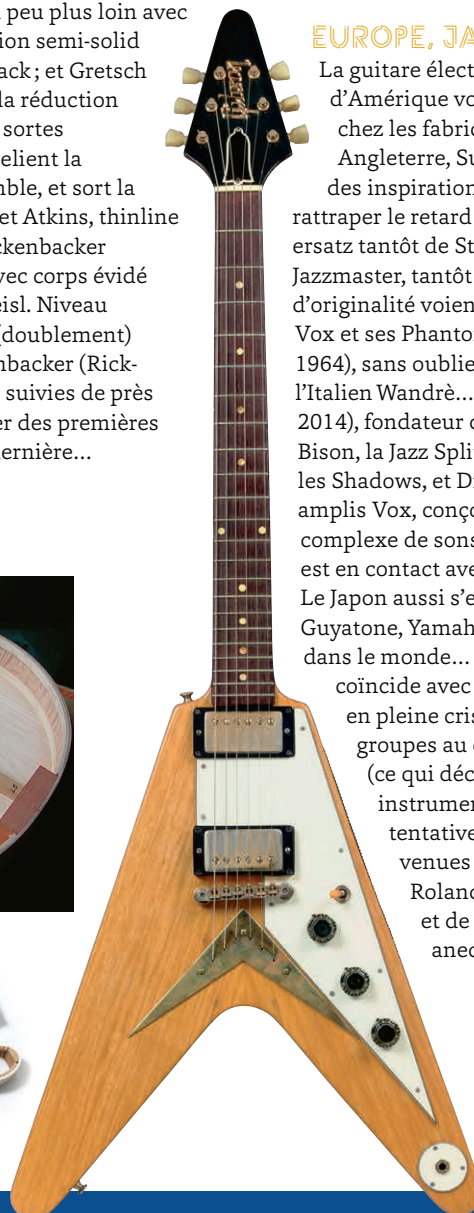 peu plus loin avec
ion semi-solid
ack ; et Gretsch
la réduction
sortes
elient la
mble, et sort la
et Atkins, thinline
ckenbacker
vec corps évidé
eisl. Niveau
(doublement)
nbacker (Rick-
suivies de près
er des premières
dernière...
EUROPE, JA
La guitare élect
d’Amérique vo
chez les fabric
Angleterre, Su
des inspiration
rattraper le retard
ersatz tantôt de St
Jazzmaster, tantôt
d’originalité voien
Vox et ses Phanto
1964), sans oublie
l’Italien Wandrè...
2014), fondateur d
Bison, la Jazz Spli
les Shadows, et Di
amplis Vox, conço
complexe de sons
est en contact ave
Le Japon aussi s’e
Guyatone, Yamah
dans le monde...
coïncide avec
en pleine cris
groupes au
(ce qui déc
instrumen
tentative
venues
Roland
et de
anec
Gibson